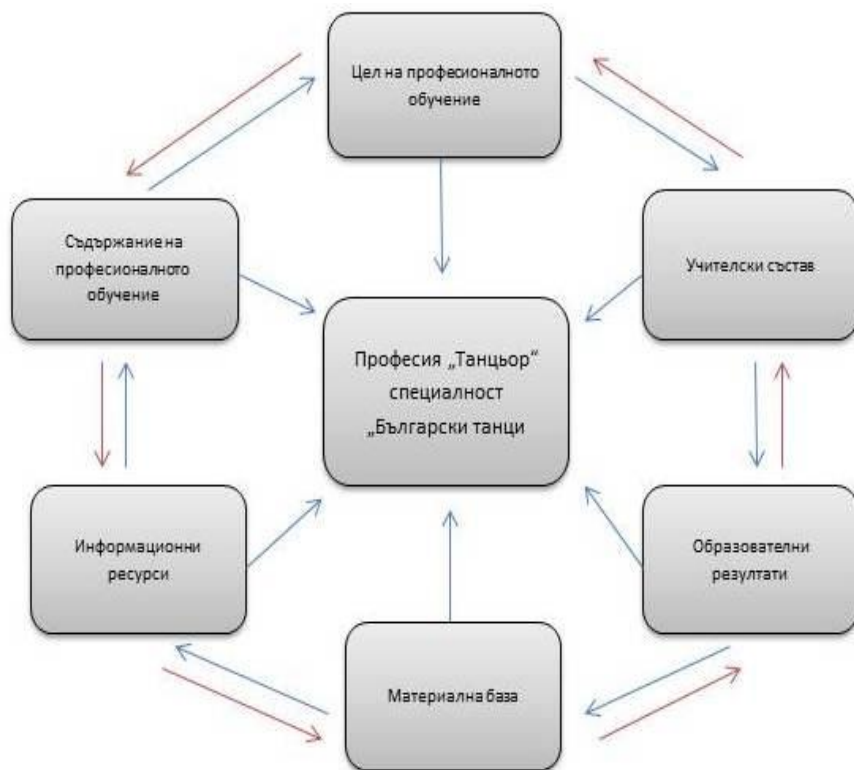 Цел на професионалното
обучение
Съдържание на
професионалното
обучение
Учителски състав
Професия „Танцьор“
специалност
„Български танци
Информационни
ресурси
Образователни
резултати
Материална база